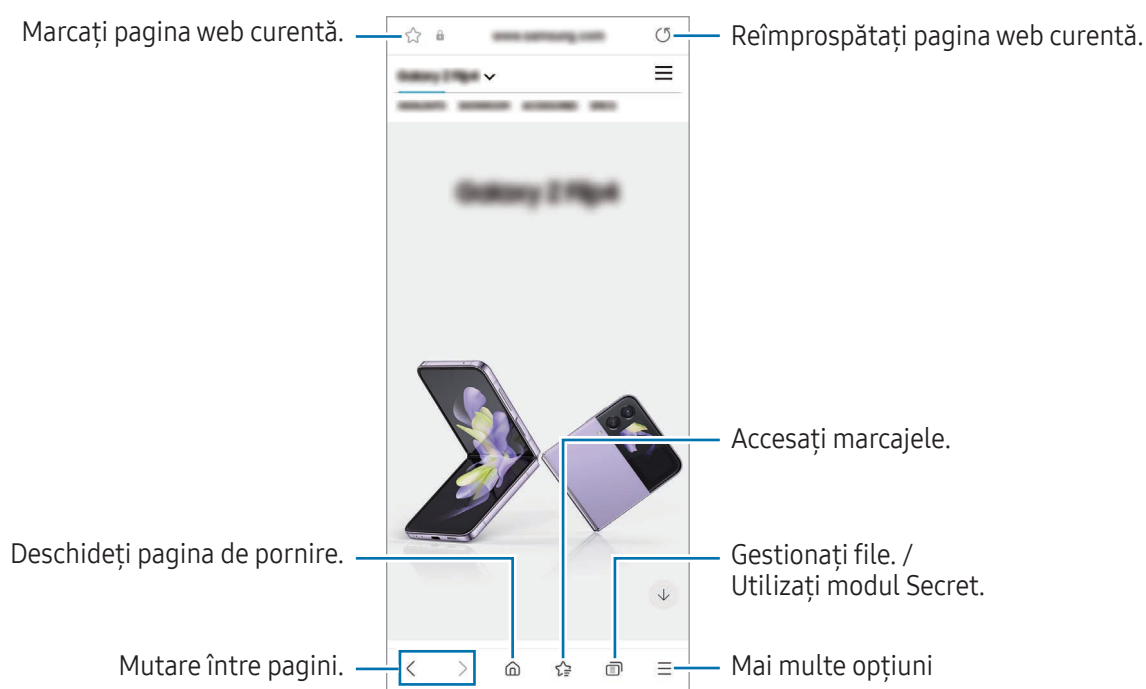 Marcați pagina web curentă.
Reîmprospătați pagina web curentă.
Accesați marcajele.
Deschideți pagina de pornire.
Gestionați file. /
Utilizați modul Secret.
Mutare între pagini.
Mai multe opțiuni